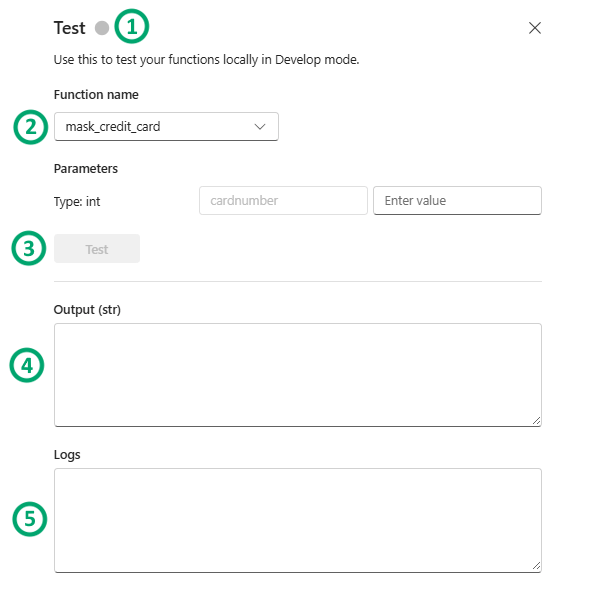 Test 1
Use this to test your functions locally in Develop mode.
Function name
2 mask_credit_card
Parameters
Type: int cardnumber Enter value
3 Test
Output (str)
4
Logs
5